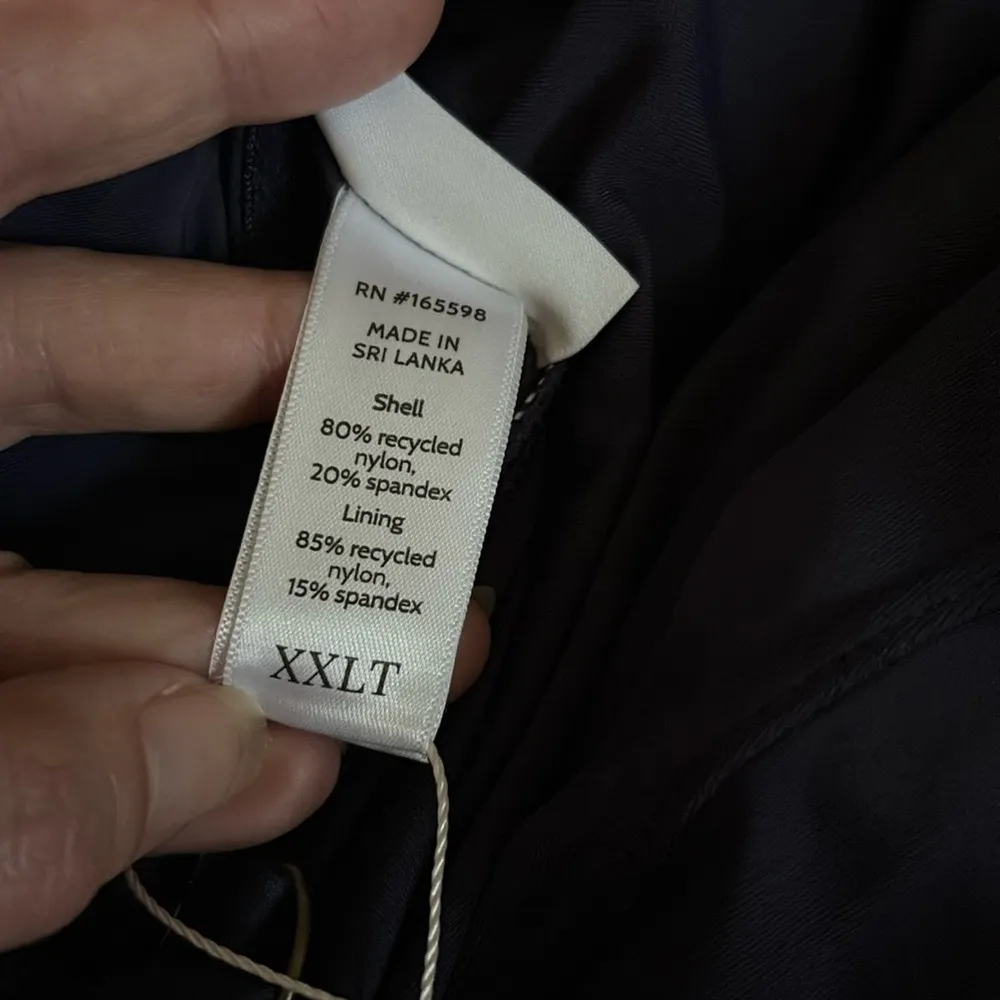 RN #165598
MADE IN
SRI LANKA
Shell
80% recycled
nylon,
20% spandex
Lining
85% recycled
nylon,
15% spandex
XXLT